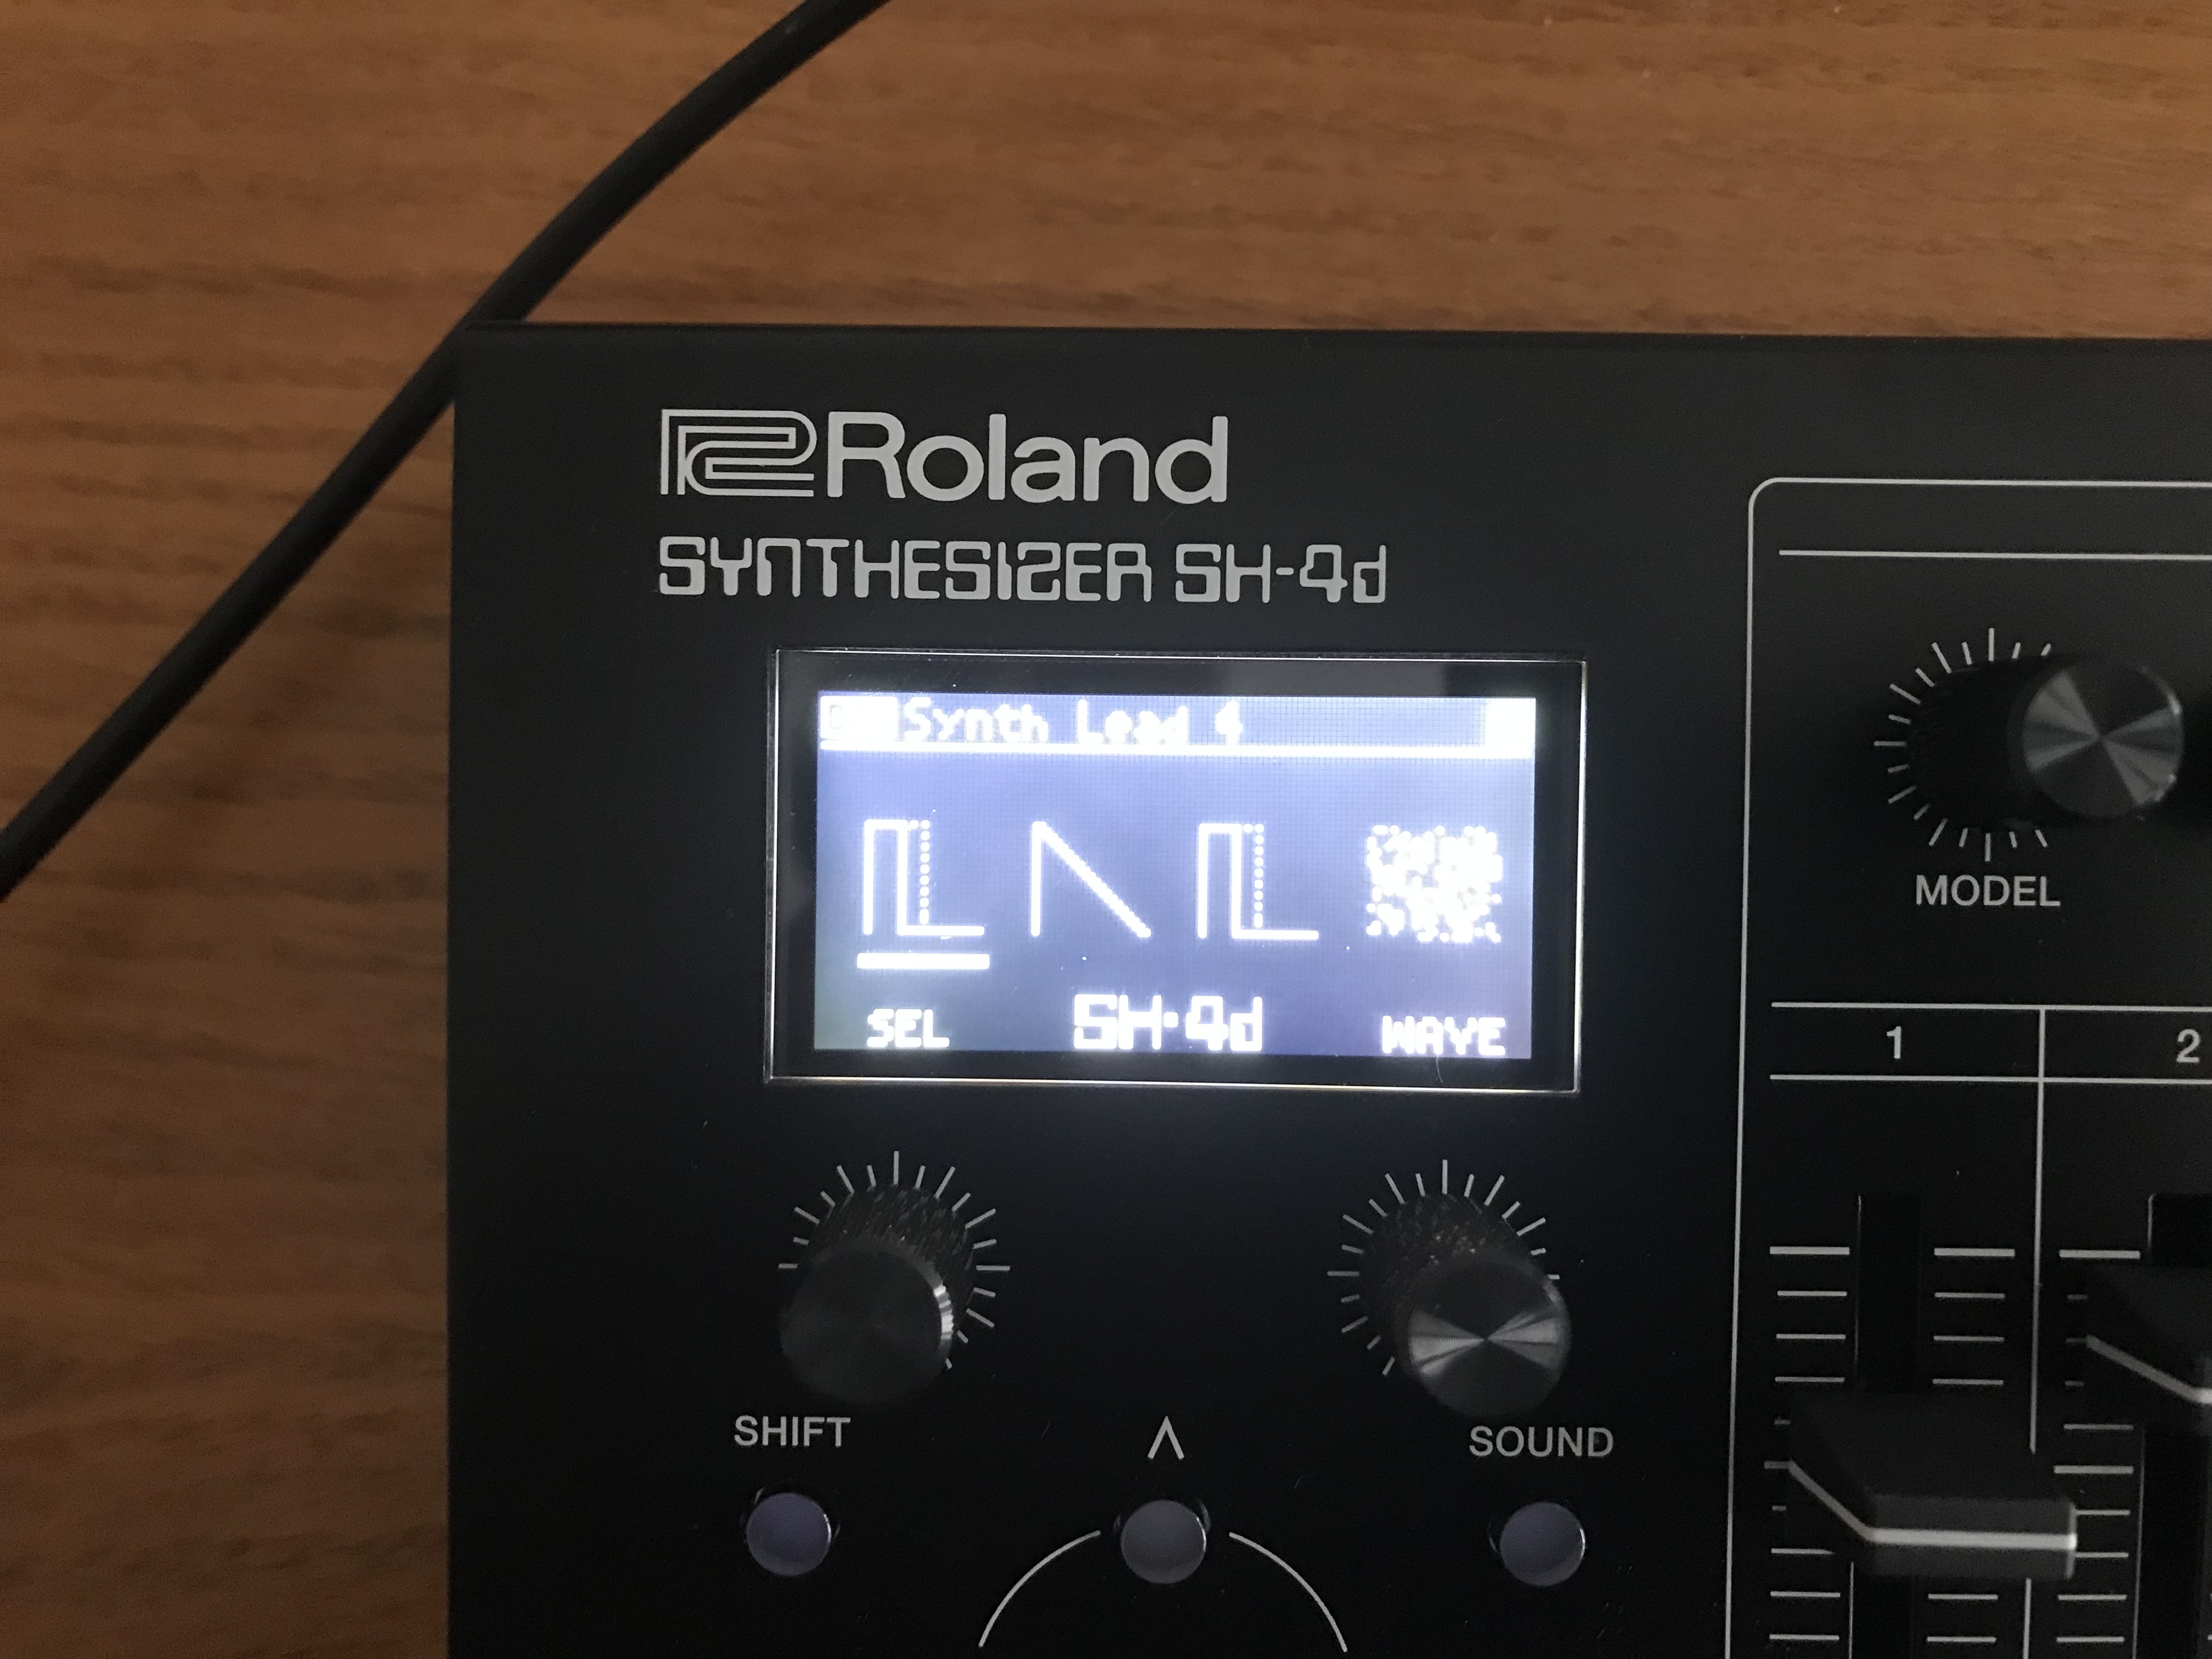 Roland
SYNTHESIZER SH-4d
Synth Lead 4
SEL SH-4d WAVE
MODEL
1 2
SHIFT SOUND